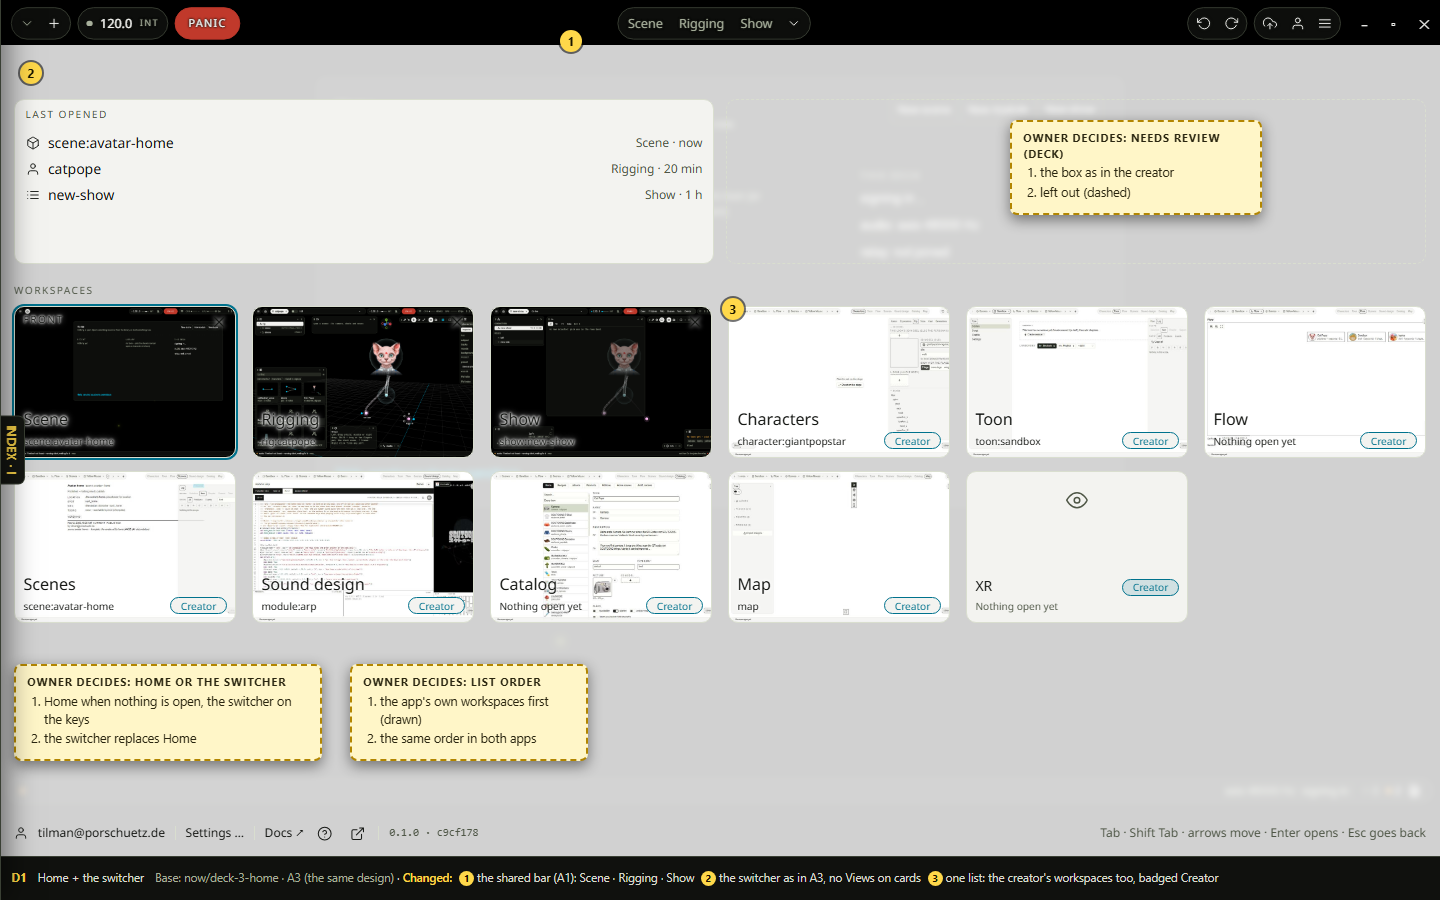 120.0 INT
PANIC
Scene Rigging Show
1
2
LAST OPENED
scene:avatar-home Scene · now
catpope Rigging · 20 min
new-show Show · 1 h
OWNER DECIDES: NEEDS REVIEW
(DECK)
1. the box as in the creator
2. left out (dashed)
WORKSPACES
FRONT
Scene
scene:avatar-home
Rigging
rig:catpope
Show
show:new-show
3
Characters
character:giantpopstar
Creator
Toon
toon:sandbox
Creator
Flow
Nothing open yet
Creator
NDEX · I
Scenes
scene:avatar-home
Creator
Sound design
module:arp
Creator
Catalog
Nothing open yet
Creator
Map
map
Creator
XR
Nothing open yet
Creator
OWNER DECIDES: HOME OR THE SWITCHER
1. Home when nothing is open, the switcher on
the keys
2. the switcher replaces Home
OWNER DECIDES: LIST ORDER
1. the app's own workspaces first
(drawn)
2. the same order in both apps
tilman@porschuetz.de Settings ... Docs ↗ 0.1.0 · c9cf178
Tab · Shift Tab · arrows move · Enter opens · Esc goes back
D1 Home + the switcher Base: now/deck-3-home · A3 (the same design) · Changed: 1 the shared bar (A1): Scene · Rigging · Show 2 the switcher as in A3, no Views on cards 3 one list: the creator's workspaces too, badged Creator